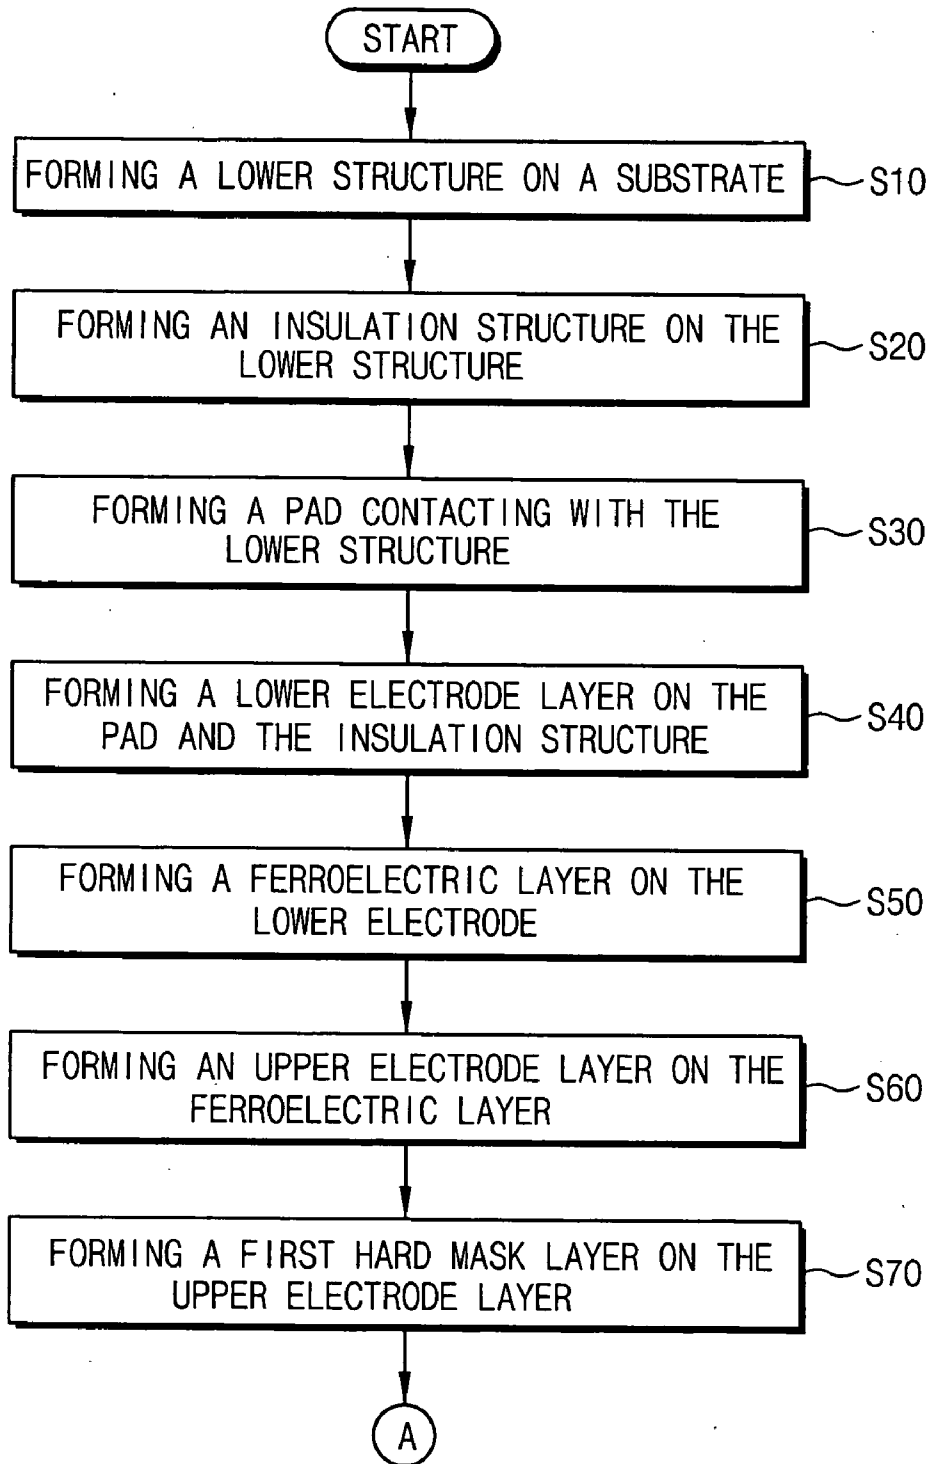 START
FORMING A LOWER STRUCTURE ON A SUBSTRATE
S10
FORMING AN INSULATION STRUCTURE ON THE
LOWER STRUCTURE
S20
FORMING A PAD CONTACTING WITH THE
LOWER STRUCTURE
S30
FORMING A LOWER ELECTRODE LAYER ON THE
PAD AND THE INSULATION STRUCTURE
S40
FORMING A FERROELECTRIC LAYER ON THE
LOWER ELECTRODE
S50
FORMING AN UPPER ELECTRODE LAYER ON THE
FERROELECTRIC LAYER
S60
FORMING A FIRST HARD MASK LAYER ON THE
UPPER ELECTRODE LAYER
S70
A